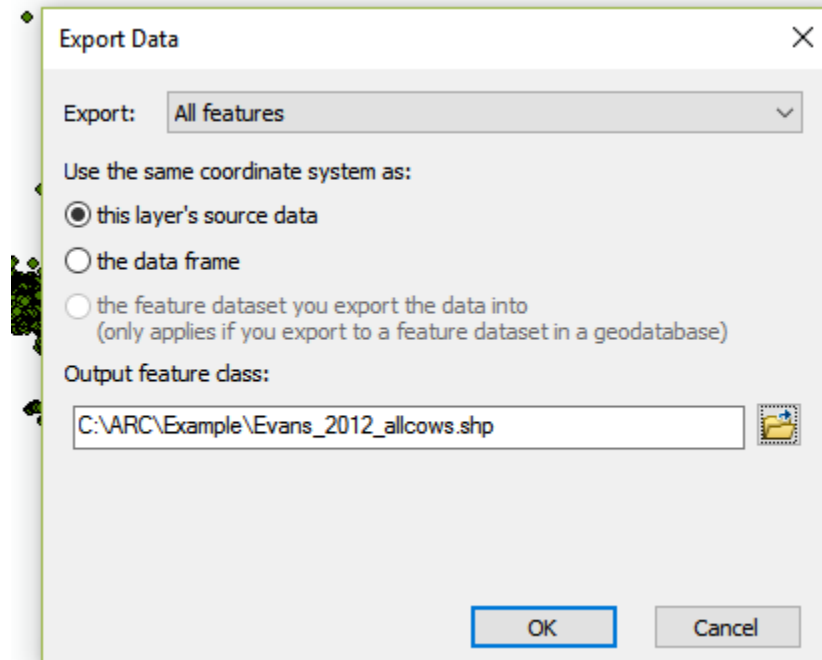 Export Data
Export: All features
Use the same coordinate system as:
this layer's source data
the data frame
the feature dataset you export the data into
(only applies if you export to a feature dataset in a geodatabase)
Output feature class:
C:\ARC\Example\Evans_2012_allcows.shp
OK Cancel